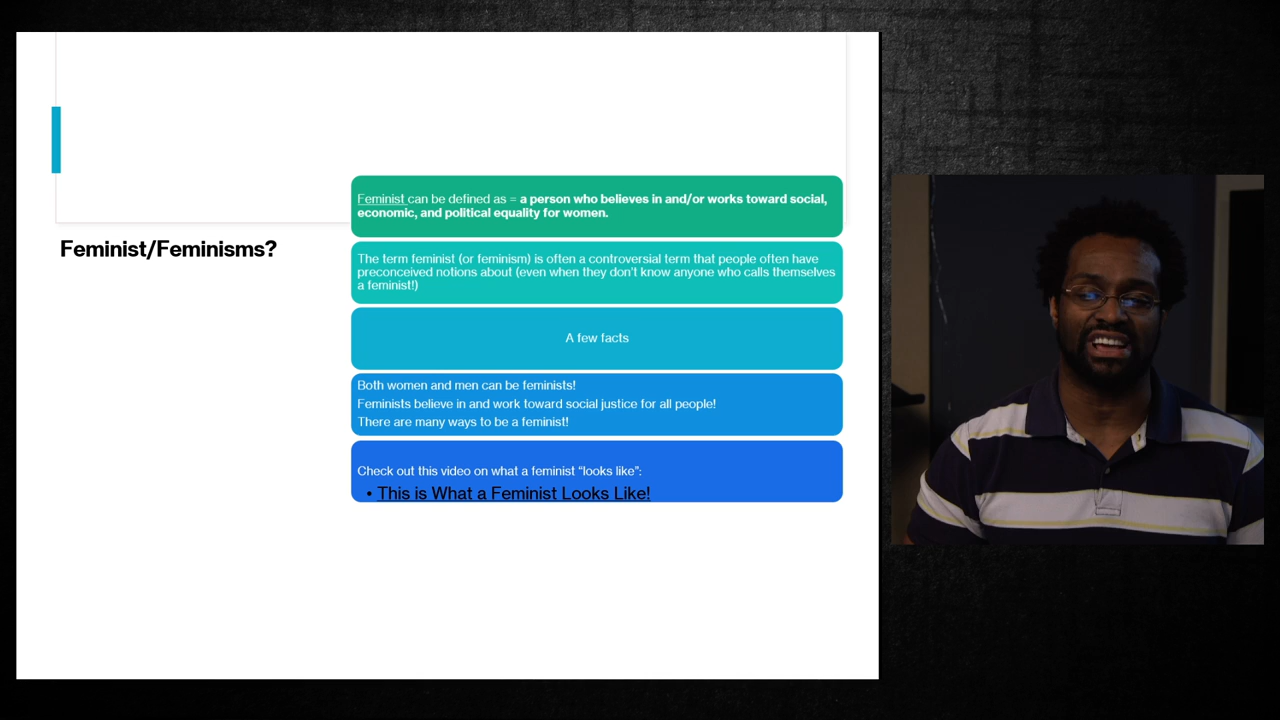 Feminist/Feminisms?
Feminist can be defined as = a person who believes in and/or works toward social,
economic, and political equality for women.
The term feminist (or feminism) is often a controversial term that people often have
preconceived notions about (even when they don't know anyone who calls themselves
a feminist!)
A few facts
Both women and men can be feminists!
Feminists believe in and work toward social justice for all people!
There are many ways to be a feminist!
Check out this video on what a feminist “looks like”:
• This is What a Feminist Looks Like!